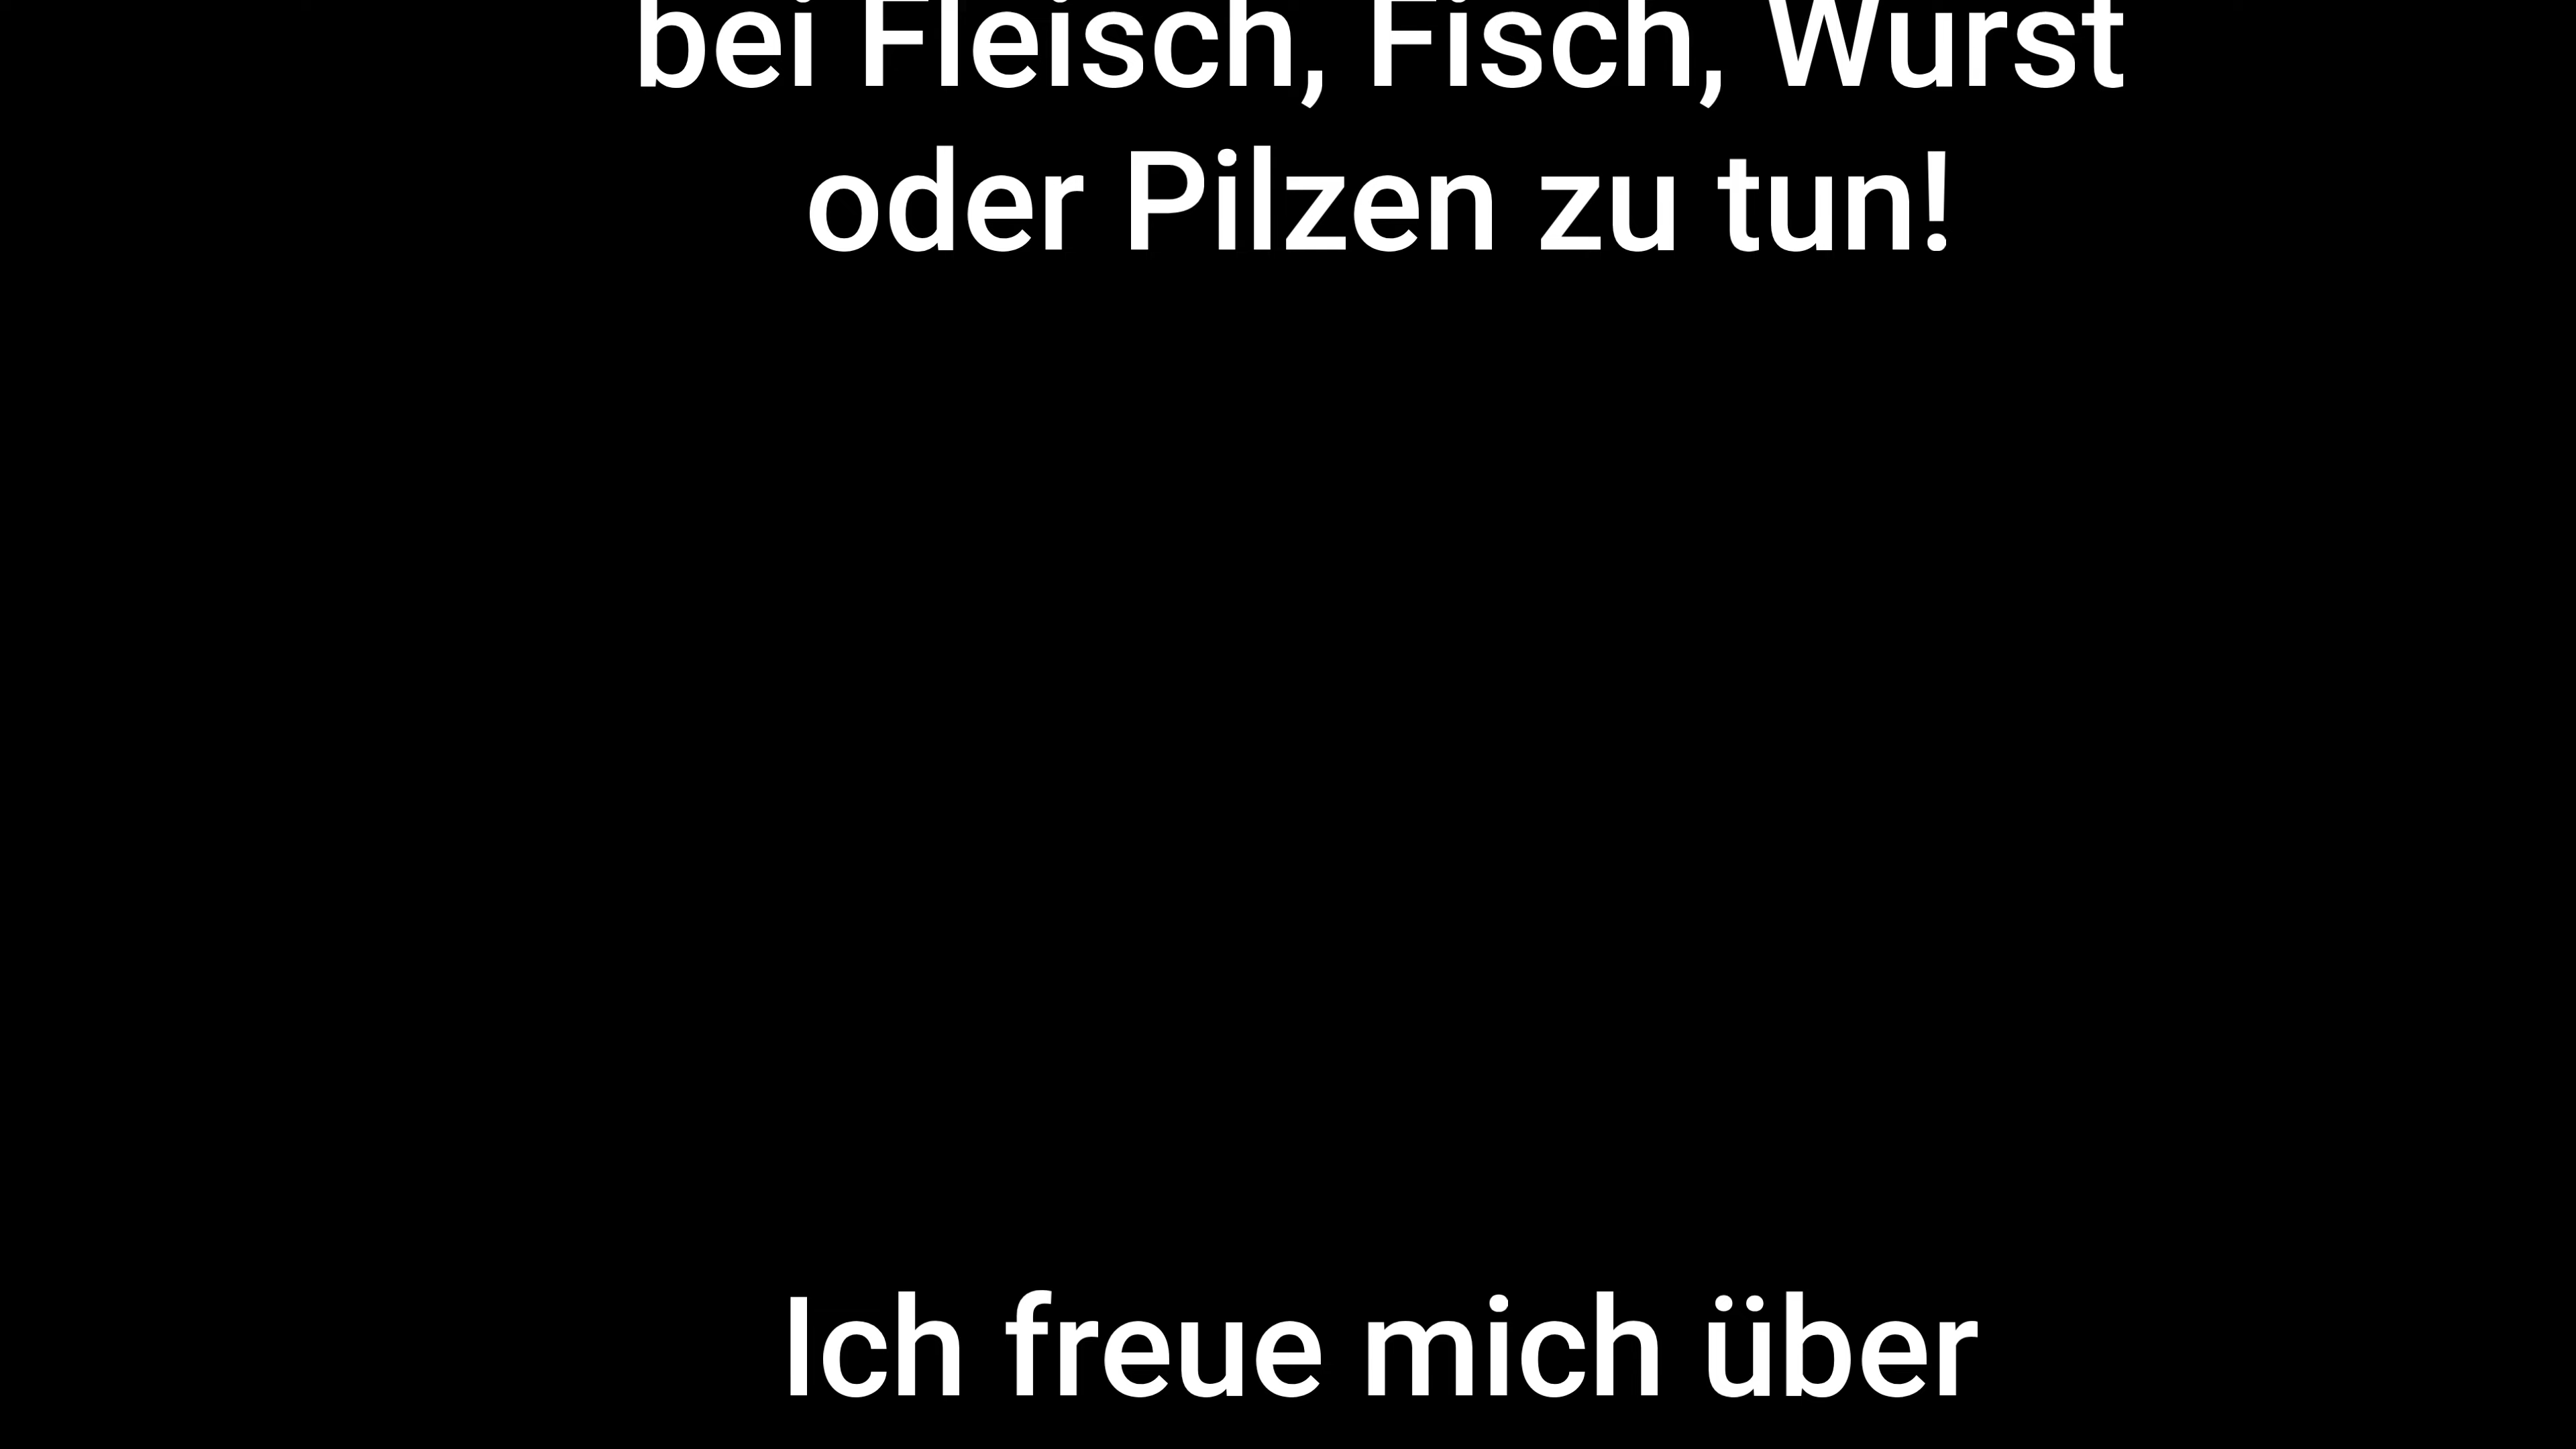 bei Fleisch, Fisch, Wurst
oder Pilzen zu tun!
Ich freue mich über